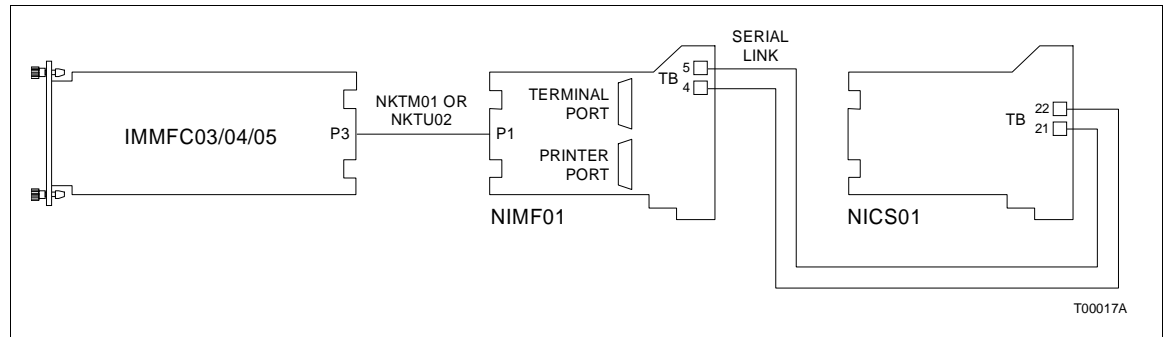 SERIAL
LINK
5
TB
4
TERMINAL
PORT
NKTM01 OR
NKTU02
22
TB
21
IMMFC03/04/05
P3
P1
PRINTER
PORT
NIMF01
NICS01
T00017A